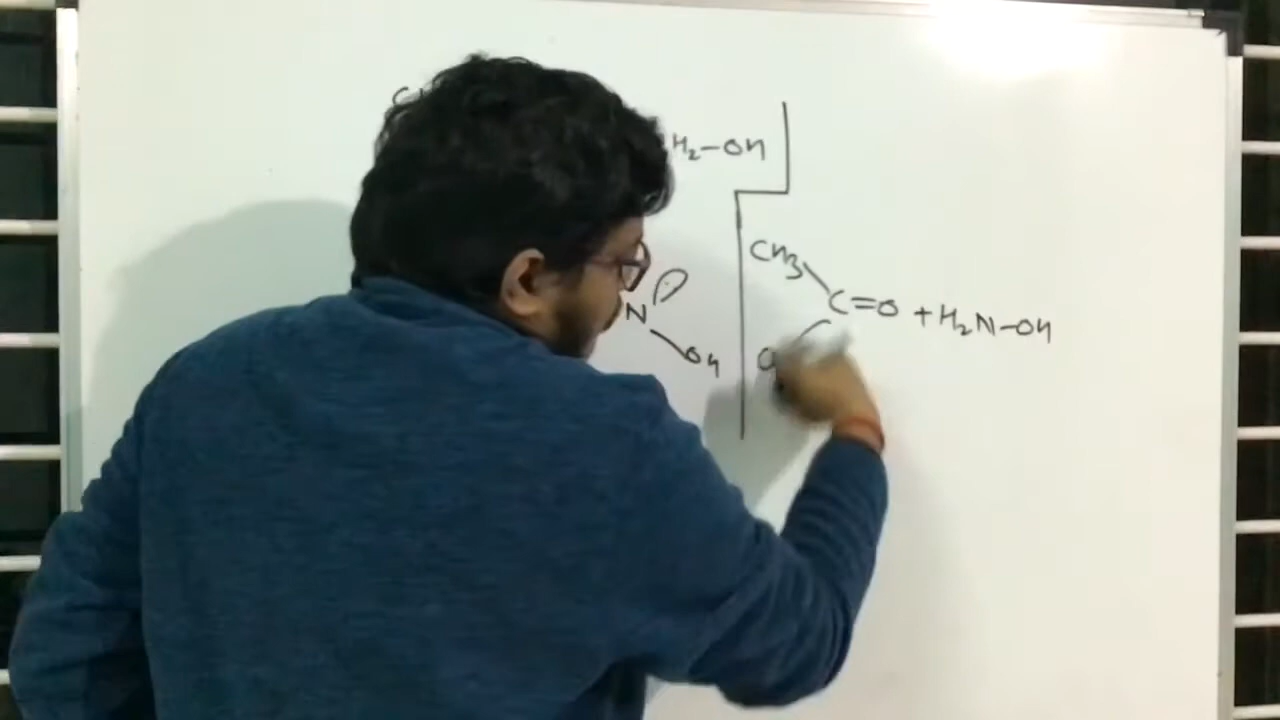 H₂-OH
N
OH
CH₃
C=O + H₂N-OH